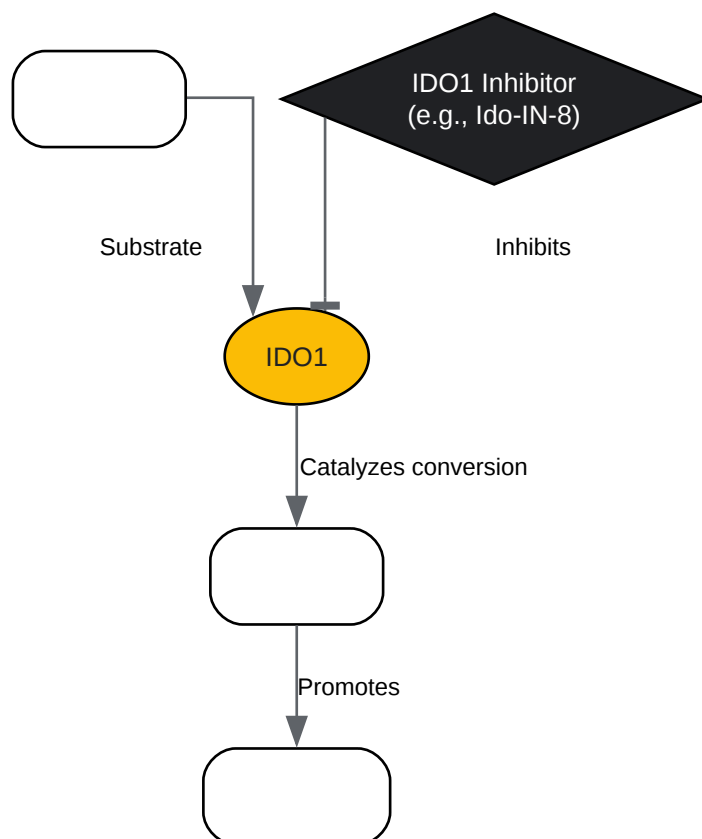 IDO1 Inhibitor
(e.g., Ido-IN-8)
Substrate
Inhibits
IDO1
Catalyzes conversion
Promotes